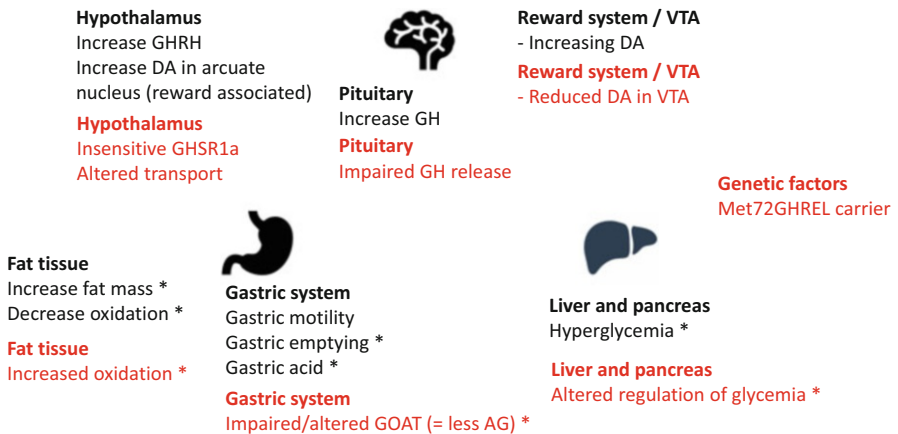 Hypothalamus
Increase GHRH
Increase DA in arcuate
nucleus (reward associated)
Hypothalamus
Insensitive GHSR1a
Altered transport
Pituitary
Increase GH
Pituitary
Impaired GH release
Reward system / VTA
- Increasing DA
Reward system / VTA
- Reduced DA in VTA
Genetic factors
Met72GHREL carrier
Fat tissue
Increase fat mass *
Decrease oxidation *
Fat tissue
Increased oxidation *
Gastric system
Gastric motility
Gastric emptying *
Gastric acid *
Gastric system
Impaired/altered GOAT (= less AG) *
Liver and pancreas
Hyperglycemia *
Liver and pancreas
Altered regulation of glycemia *